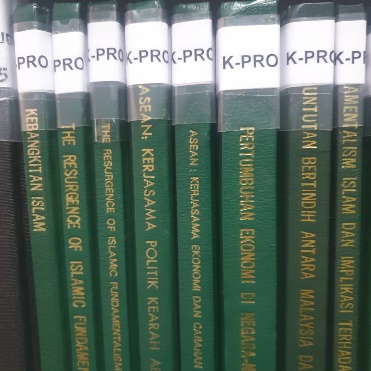 K-PRO
KEBANGKITAN ISLAM
PRO
THE RESURGENCE OF ISLAMIC FUNDAME
K-PRO
THE RESURGENCE OF ISLAMIC FUNDAMENTALISM
K-PRO
ASEAN: KERJASAMA POLITIK KEARAH
K-PRO
ASEAN : KERJASAMA EKONOMI DAN CABARAN
K-PRO
PERTUMBUHAN EKONOMI DI NEGARA-
K-PRO
UNTUTAN BERTINDIH ANTARA MALAYSIA DA
K-PRO
AMENTALISM ISLAM DAN IMPLIKASI TERHADA